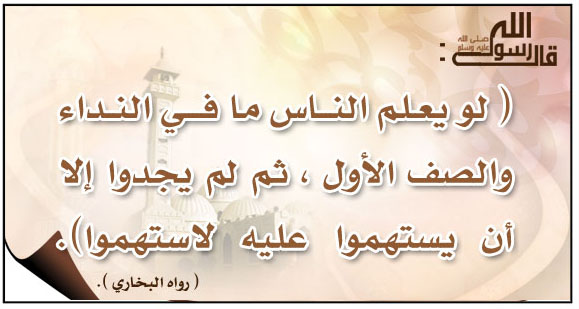 قال رسول الله صلى الله عليه وسلم :
( لو يعلم الناس ما في النداء
والصف الأول ، ثم لم يجدوا إلا
أن يستهموا عليه لاستهموا).
( رواه البخاري ).